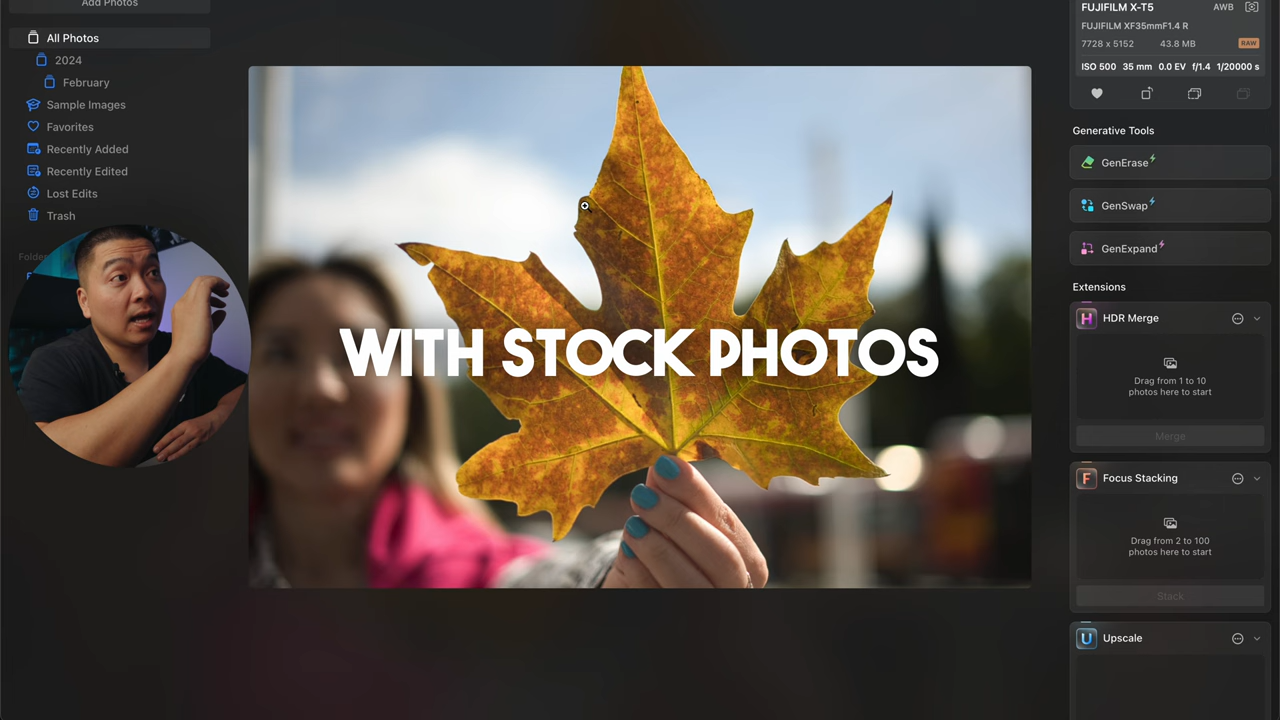 Add Photos
All Photos
2024
February
Sample Images
Favorites
Recently Added
Recently Edited
Lost Edits
Trash
WITH STOCK PHOTOS
FUJIFILM X-T5 AWB
FUJIFILM XF35mmF1.4 R
7728 x 5152 43.8 MB RAW
ISO 500 35 mm 0.0 EV f/1.4 1/20000 s
Generative Tools
GenErase
GenSwap
GenExpand
Extensions
H HDR Merge
Drag from 1 to 10
photos here to start
Merge
F Focus Stacking
Drag from 2 to 100
photos here to start
Stack
U Upscale